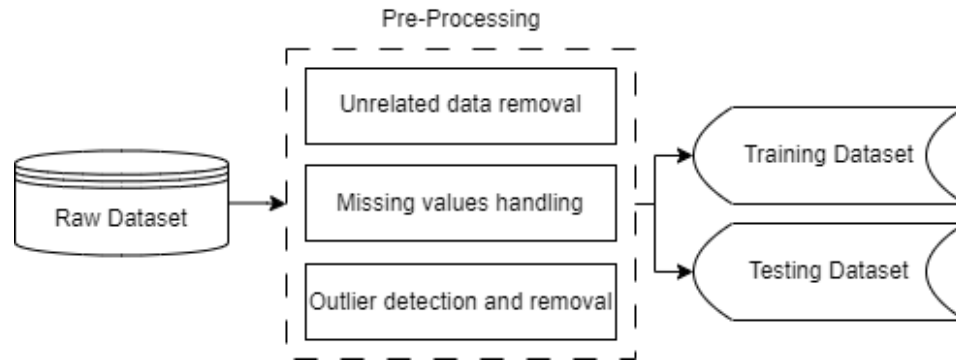 Pre-Processing
Raw Dataset
Unrelated data removal
Missing values handling
Outlier detection and removal
Training Dataset
Testing Dataset